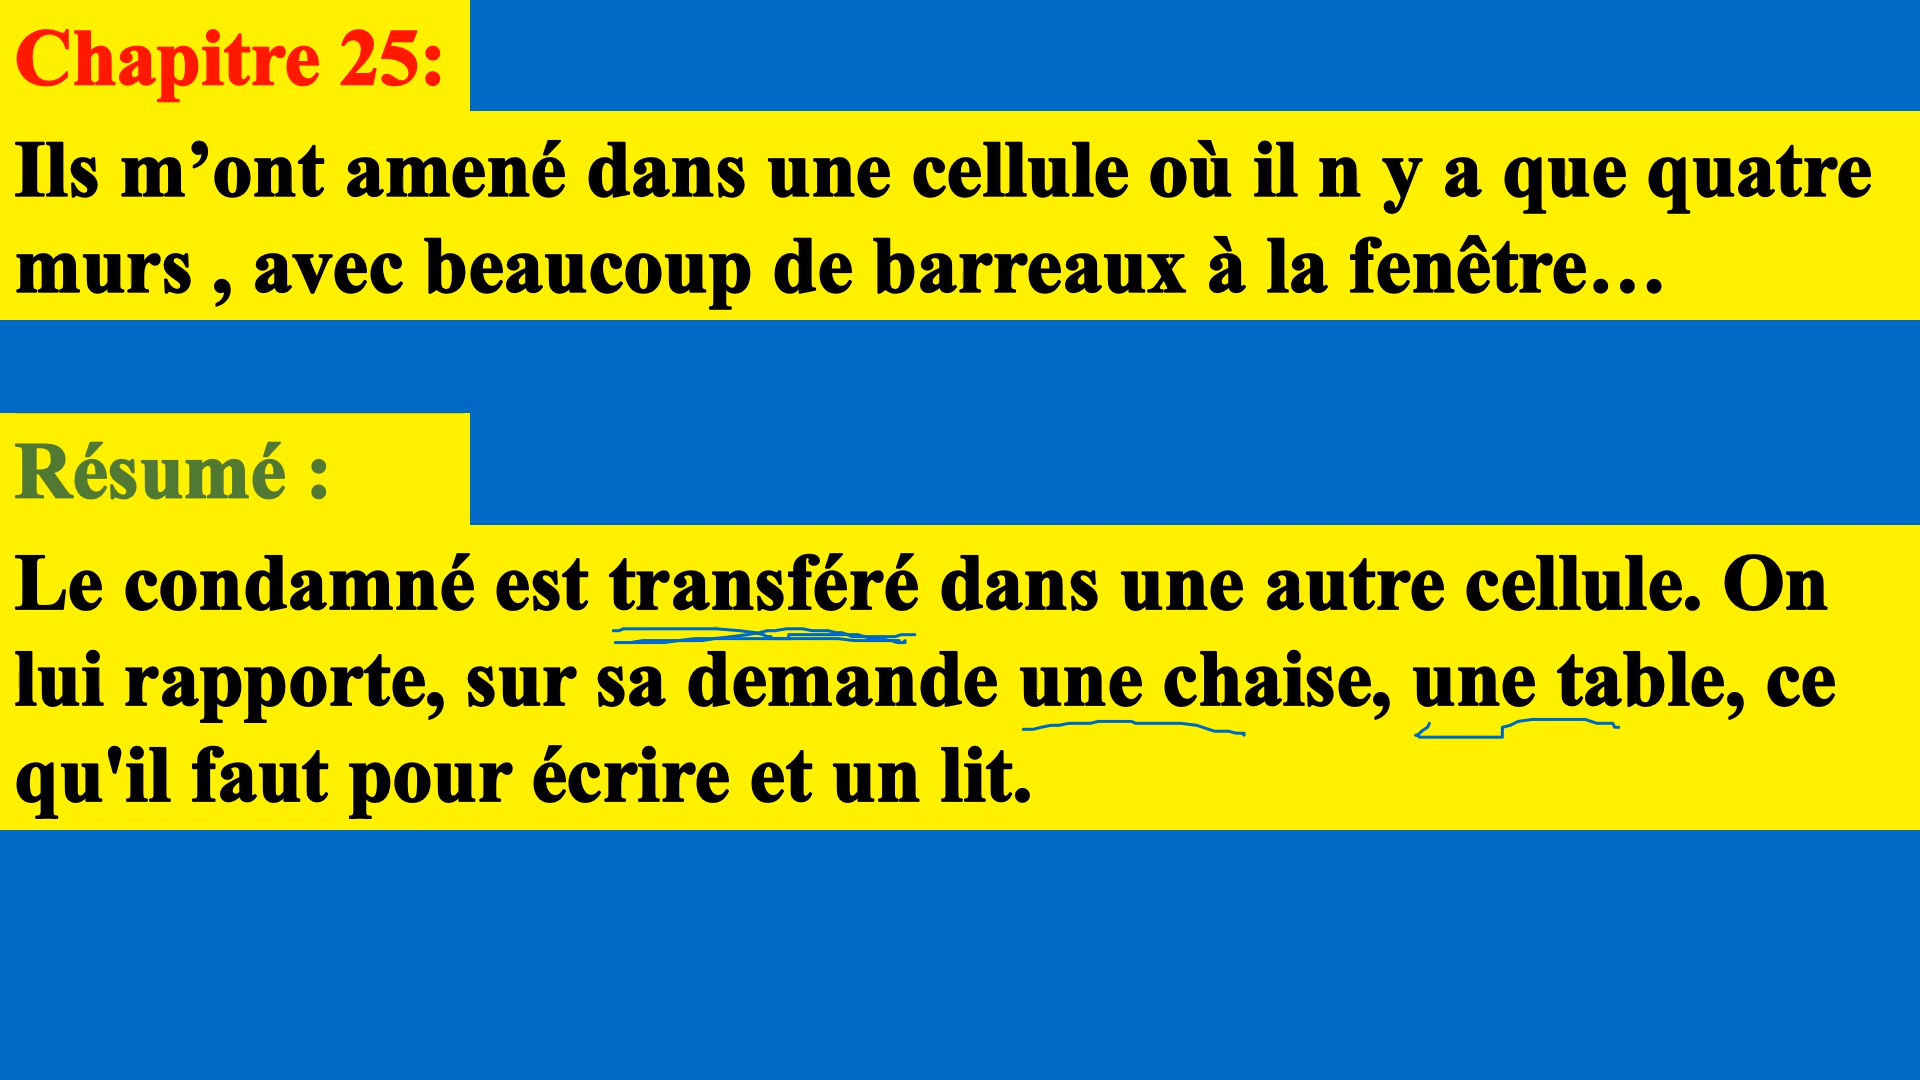 Chapitre 25:
Ils m’ont amené dans une cellule où il n y a que quatre
murs , avec beaucoup de barreaux à la fenêtre…
Résumé :
Le condamné est transféré dans une autre cellule. On
lui rapporte, sur sa demande une chaise, une table, ce
qu'il faut pour écrire et un lit.